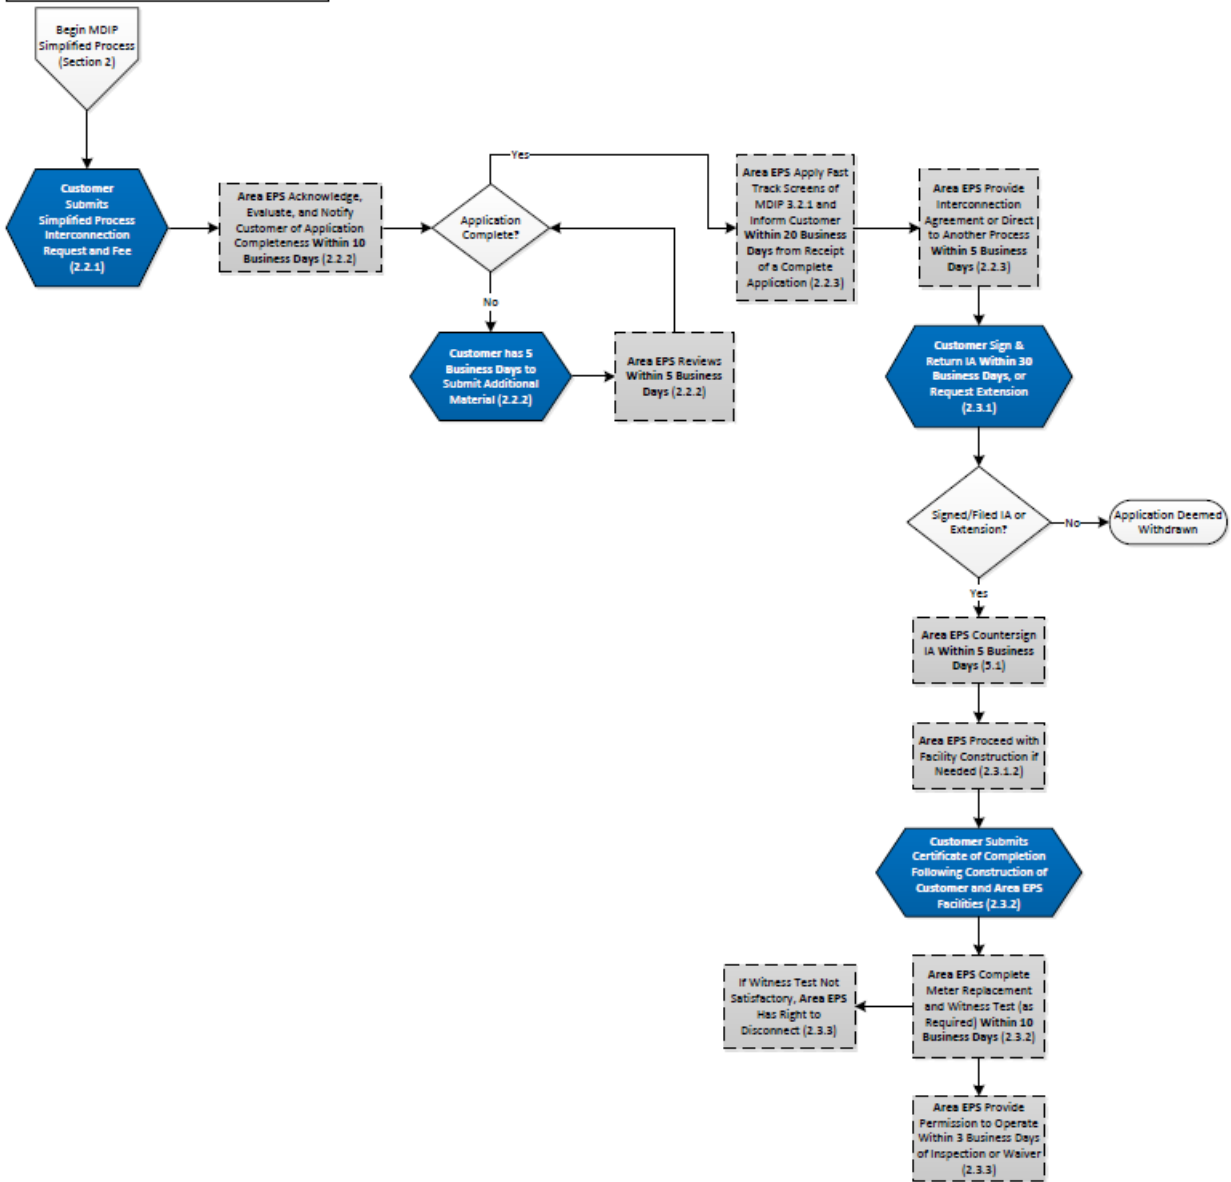 Begin MDIP
Simplified Process
(Section 2)
Customer
Submits
Simplified Process
Interconnection
Request and Fee
(2.2.1)
Area EPS Acknowledge,
Evaluate, and Notify
Customer of Application
Completeness Within 10
Business Days (2.2.2)
Application
Complete?
Yes
No
Customer has 5
Business Days to
Submit Additional
Material (2.2.2)
Area EPS Reviews
Within 5 Business
Days (2.2.2)
Area EPS Apply Fast
Track Screens of
MDIP 3.2.1 and
Inform Customer
Within 20 Business
Days from Receipt
of a Complete
Application (2.2.3)
Area EPS Provide
Interconnection
Agreement or Direct
to Another Process
Within 5 Business
Days (2.2.3)
Customer Sign &
Return IA Within 30
Business Days, or
Request Extension
(2.3.1)
Signed/Filed IA or
Extension?
No
Application Deemed
Withdrawn
Yes
Area EPS Countersign
IA Within 5 Business
Days (5.1)
Area EPS Proceed with
Facility Construction if
Needed (2.3.1.2)
Customer Submits
Certificate of Completion
Following Construction of
Customer and Area EPS
Facilities (2.3.2)
Area EPS Complete
Meter Replacement
and Witness Test (as
Required) Within 10
Business Days (2.3.2)
If Witness Test Not
Satisfactory, Area EPS
Has Right to
Disconnect (2.3.3)
Area EPS Provide
Permission to Operate
Within 3 Business Days
of Inspection or Waiver
(2.3.3)